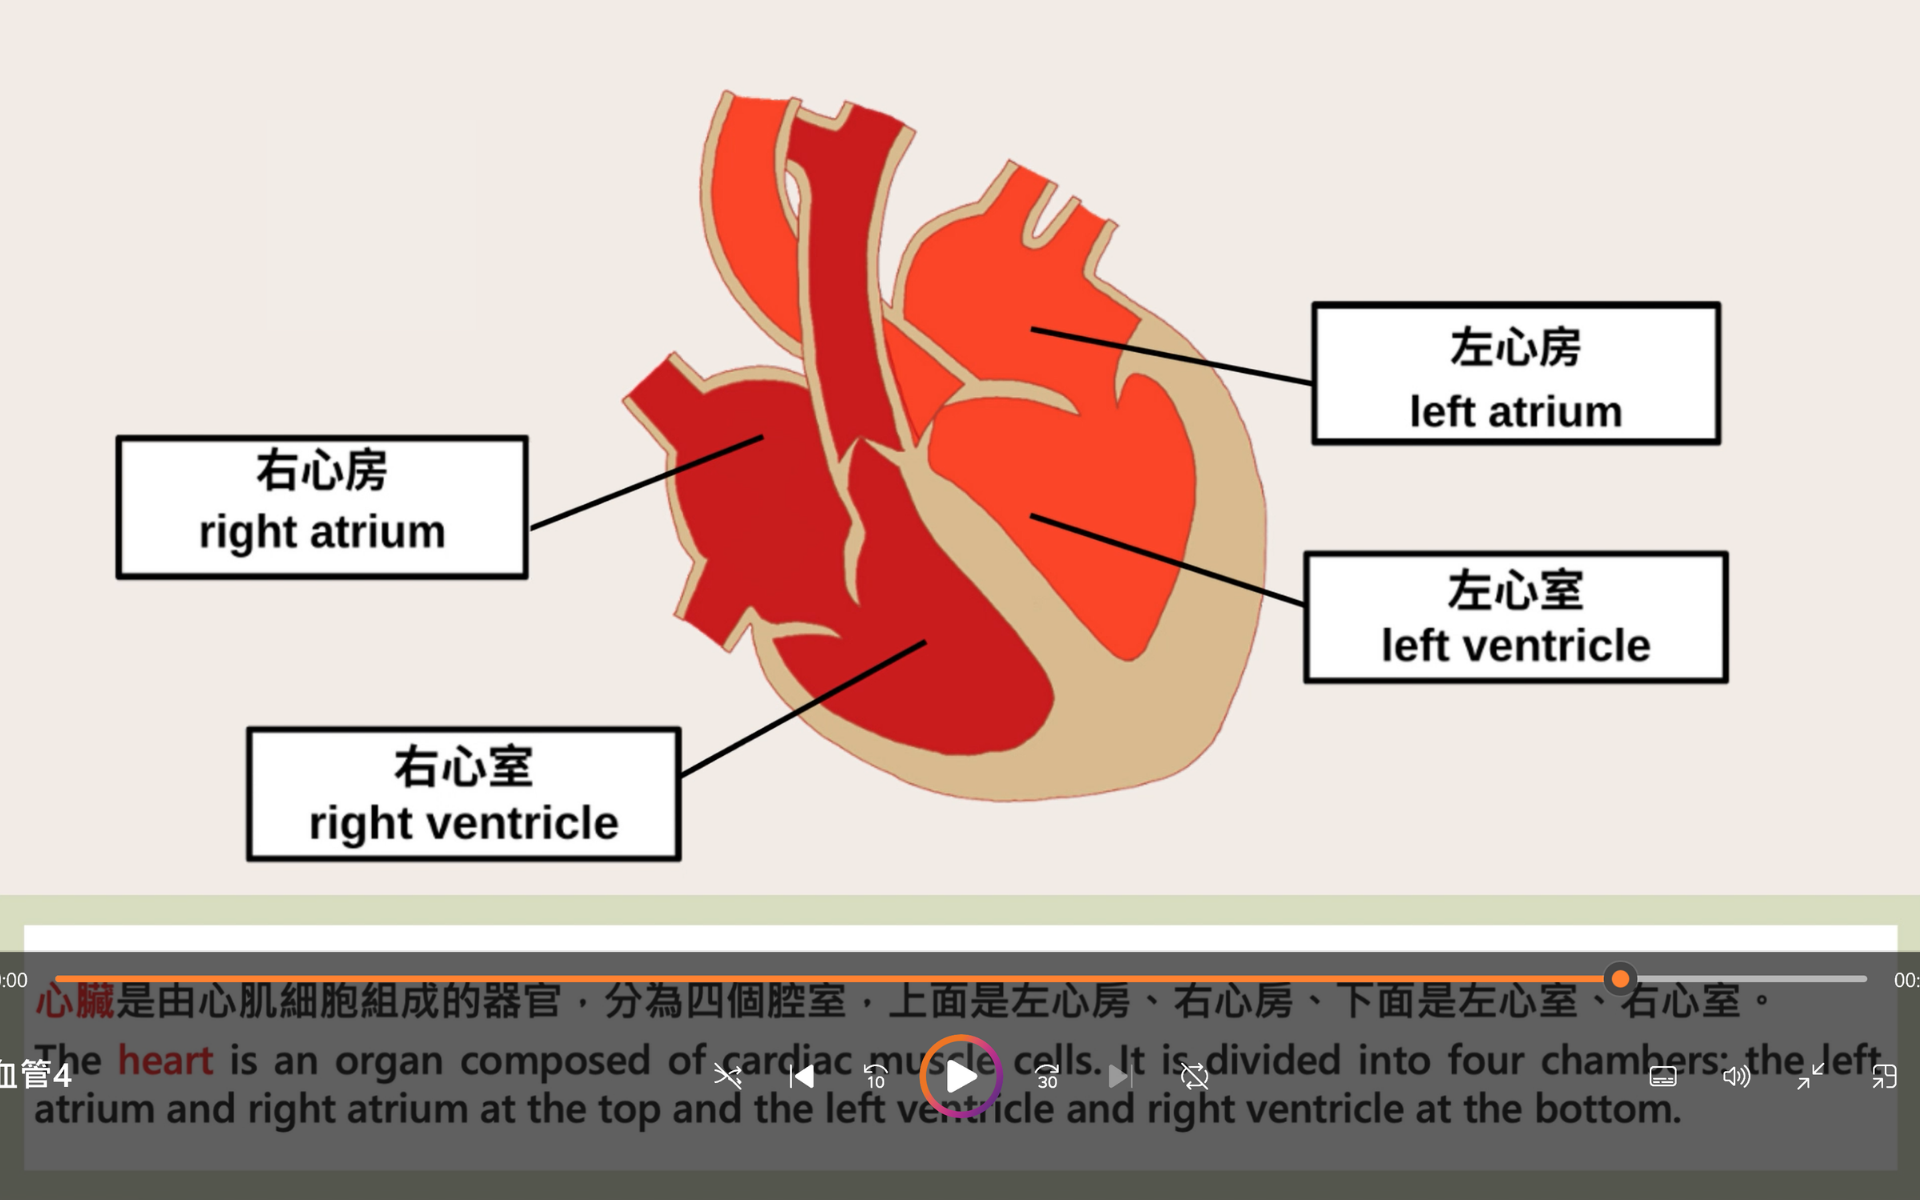 左心房
left atrium
右心房
right atrium
左心室
left ventricle
右心室
right ventricle
心臟是由心肌細胞組成的器官，分為四個腔室，上面是左心房、右心房、下面是左心室、右心室。
The heart is an organ composed of cardiac muscle cells. It is divided into four chambers: the left
atrium and right atrium at the top and the left ventricle and right ventricle at the bottom.
:00
00:
血管4
10
30